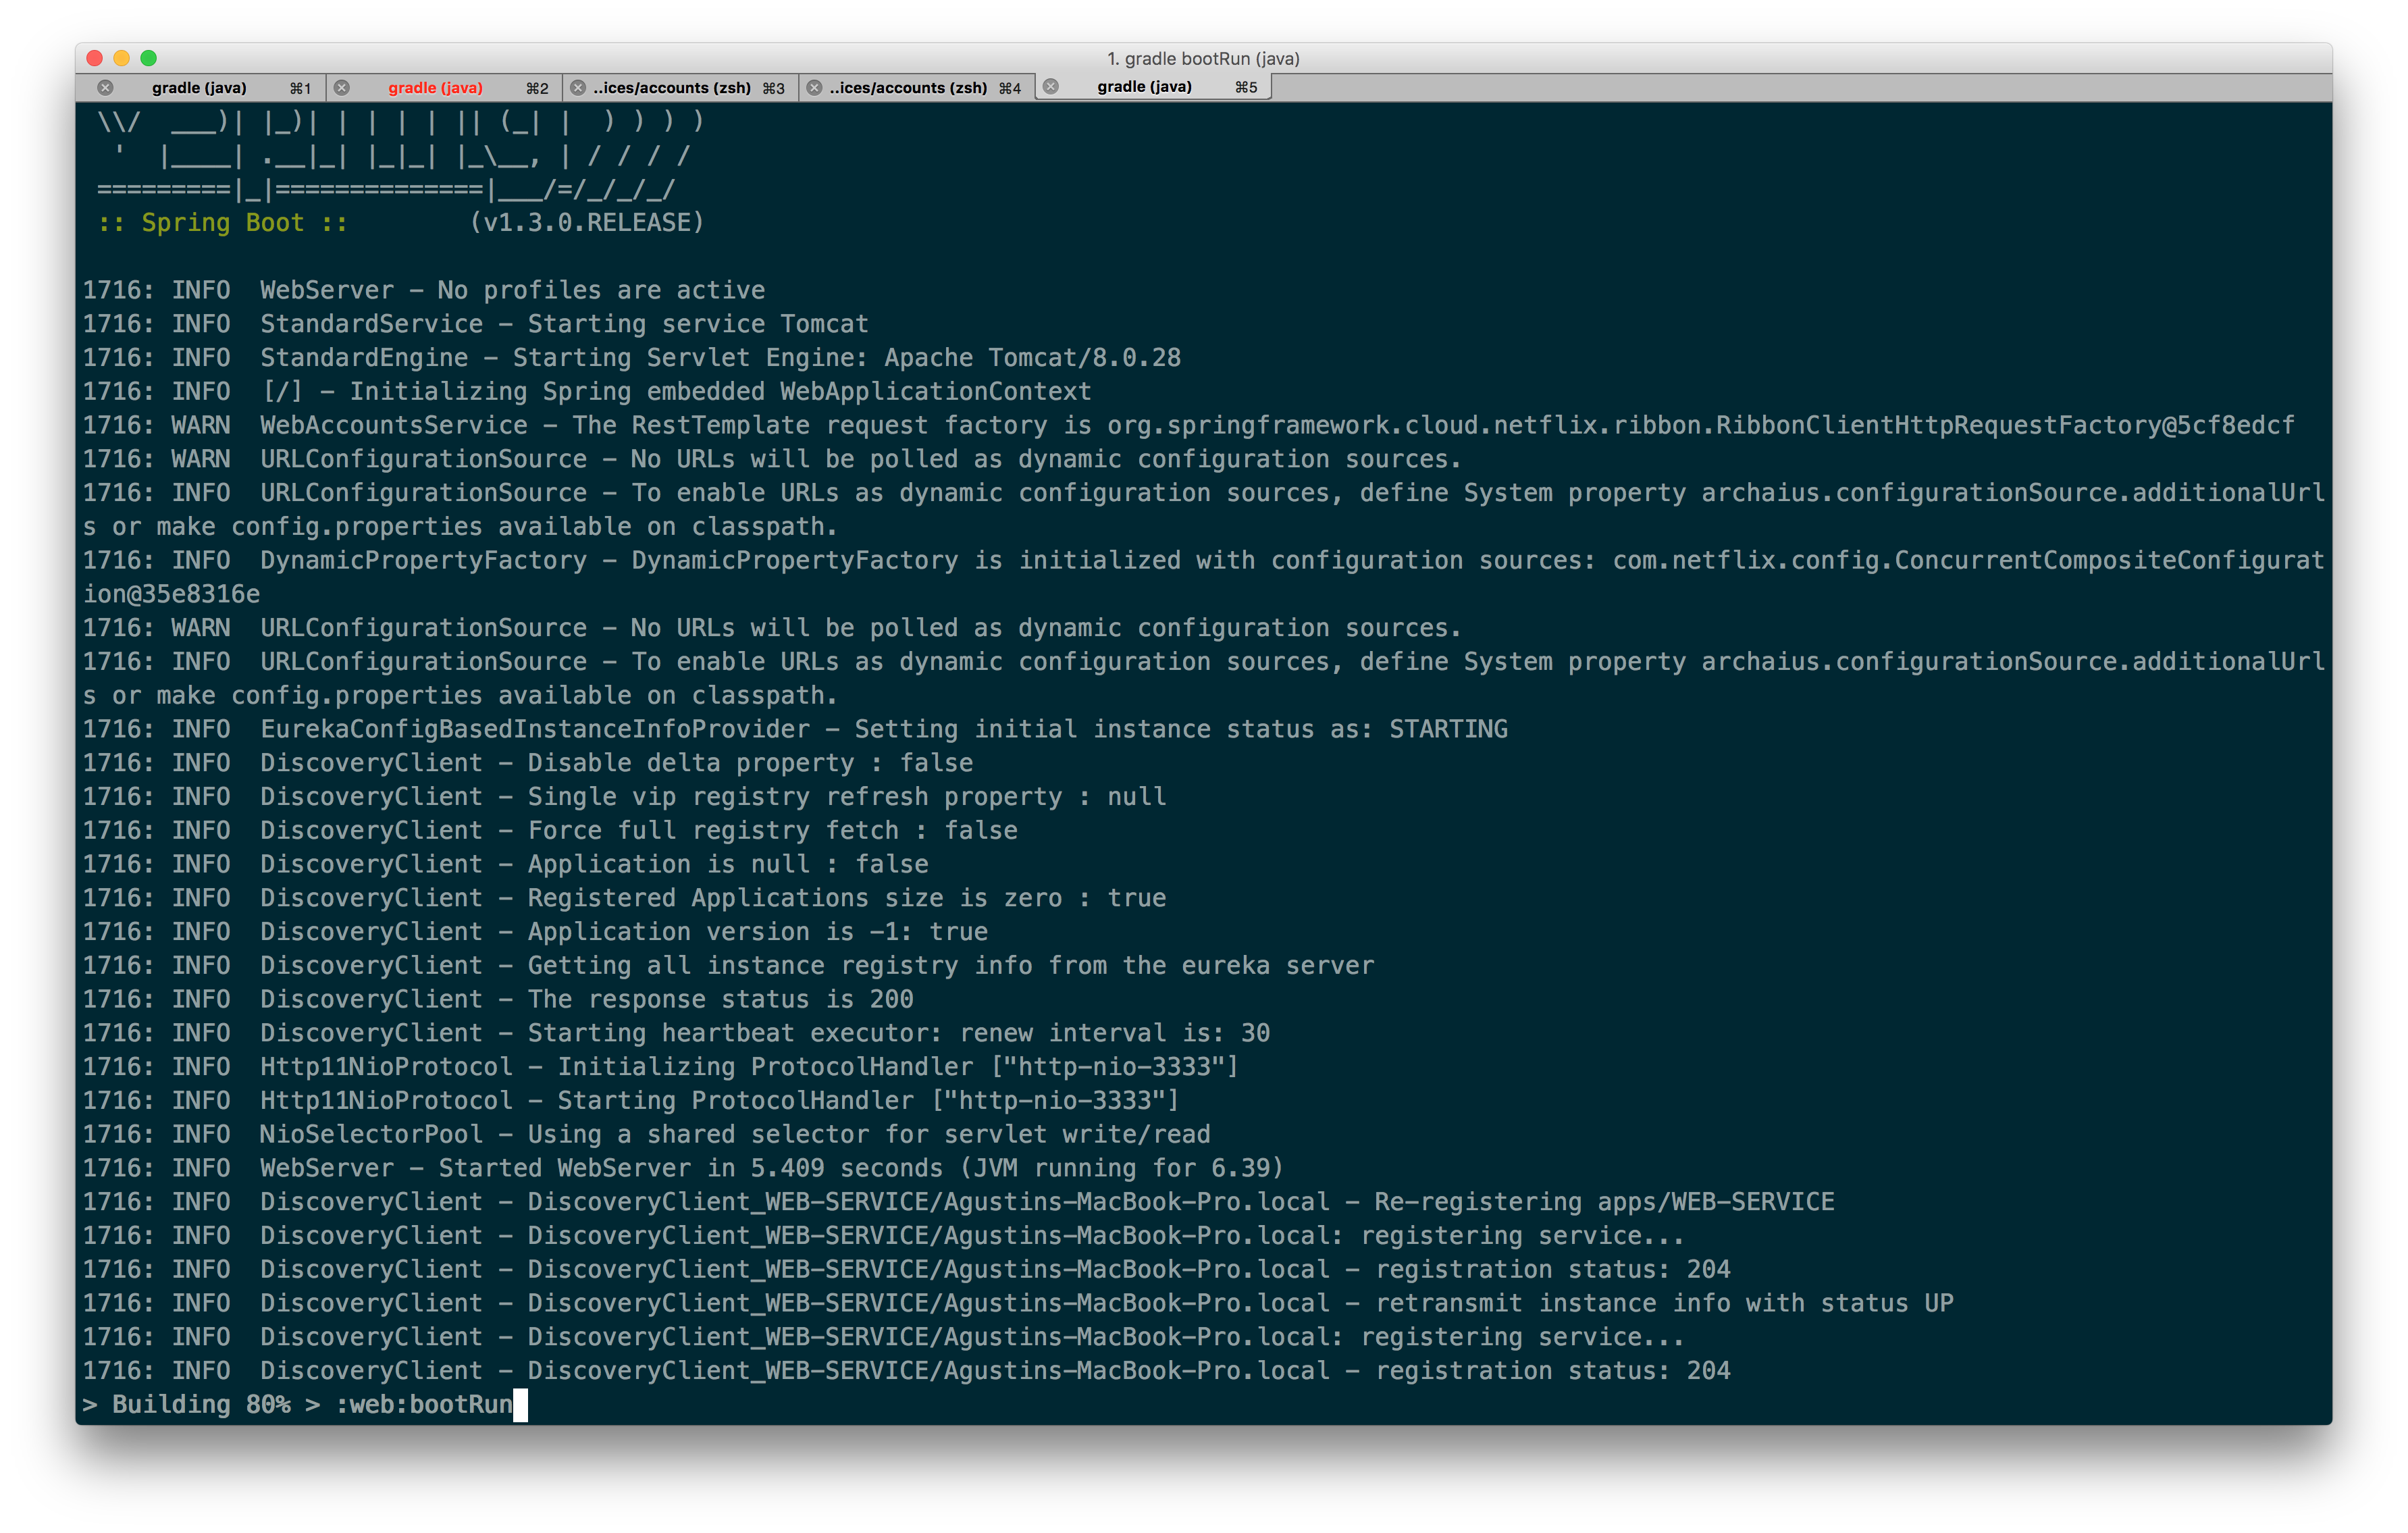 1. gradle bootRun (java)
gradle (java) ⌘1 gradle (java) ⌘2 ..ices/accounts (zsh) ⌘3 ..ices/accounts (zsh) ⌘4 gradle (java) ⌘5
 \\/  ___)| |_)| | | | | || (_| |  ) ) ) )
  '  |____| .__|_| |_|_| |_\__, | / / / /
 =========|_|==============|___/=/_/_/_/
 :: Spring Boot ::        (v1.3.0.RELEASE)
1716: INFO  WebServer – No profiles are active
1716: INFO  StandardService – Starting service Tomcat
1716: INFO  StandardEngine – Starting Servlet Engine: Apache Tomcat/8.0.28
1716: INFO  [/] – Initializing Spring embedded WebApplicationContext
1716: WARN  WebAccountsService – The RestTemplate request factory is org.springframework.cloud.netflix.ribbon.RibbonClientHttpRequestFactory@5cf8edcf
1716: WARN  URLConfigurationSource – No URLs will be polled as dynamic configuration sources.
1716: INFO  URLConfigurationSource – To enable URLs as dynamic configuration sources, define System property archaius.configurationSource.additionalUrl
s or make config.properties available on classpath.
1716: INFO  DynamicPropertyFactory – DynamicPropertyFactory is initialized with configuration sources: com.netflix.config.ConcurrentCompositeConfigurat
ion@35e8316e
1716: WARN  URLConfigurationSource – No URLs will be polled as dynamic configuration sources.
1716: INFO  URLConfigurationSource – To enable URLs as dynamic configuration sources, define System property archaius.configurationSource.additionalUrl
s or make config.properties available on classpath.
1716: INFO  EurekaConfigBasedInstanceInfoProvider – Setting initial instance status as: STARTING
1716: INFO  DiscoveryClient – Disable delta property : false
1716: INFO  DiscoveryClient – Single vip registry refresh property : null
1716: INFO  DiscoveryClient – Force full registry fetch : false
1716: INFO  DiscoveryClient – Application is null : false
1716: INFO  DiscoveryClient – Registered Applications size is zero : true
1716: INFO  DiscoveryClient – Application version is -1: true
1716: INFO  DiscoveryClient – Getting all instance registry info from the eureka server
1716: INFO  DiscoveryClient – The response status is 200
1716: INFO  DiscoveryClient – Starting heartbeat executor: renew interval is: 30
1716: INFO  Http11NioProtocol – Initializing ProtocolHandler ["http-nio-3333"]
1716: INFO  Http11NioProtocol – Starting ProtocolHandler ["http-nio-3333"]
1716: INFO  NioSelectorPool – Using a shared selector for servlet write/read
1716: INFO  WebServer – Started WebServer in 5.409 seconds (JVM running for 6.39)
1716: INFO  DiscoveryClient – DiscoveryClient_WEB-SERVICE/Agustins-MacBook-Pro.local – Re-registering apps/WEB-SERVICE
1716: INFO  DiscoveryClient – DiscoveryClient_WEB-SERVICE/Agustins-MacBook-Pro.local: registering service...
1716: INFO  DiscoveryClient – DiscoveryClient_WEB-SERVICE/Agustins-MacBook-Pro.local – registration status: 204
1716: INFO  DiscoveryClient – DiscoveryClient_WEB-SERVICE/Agustins-MacBook-Pro.local – retransmit instance info with status UP
1716: INFO  DiscoveryClient – DiscoveryClient_WEB-SERVICE/Agustins-MacBook-Pro.local: registering service...
1716: INFO  DiscoveryClient – DiscoveryClient_WEB-SERVICE/Agustins-MacBook-Pro.local – registration status: 204
> Building 80% > :web:bootRun